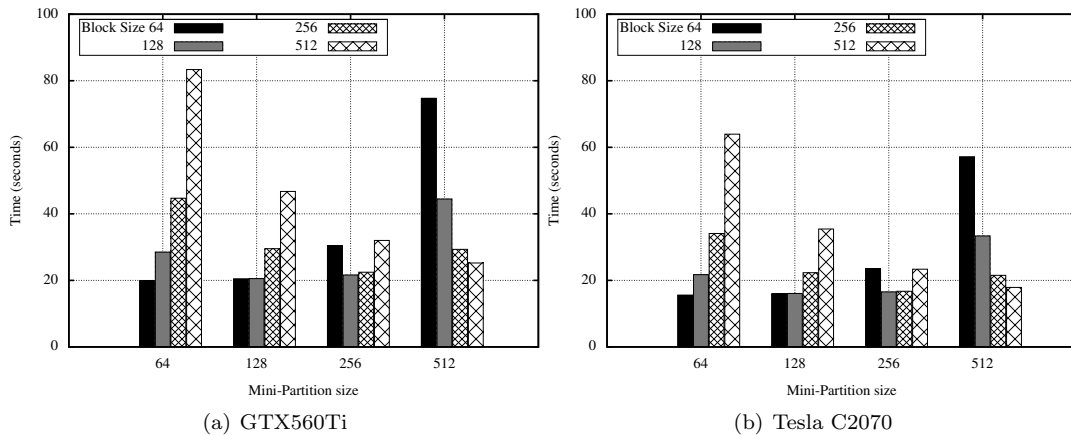 100
80
60
40
20
0
Time (seconds)
Block Size 64
128
256
512
64 128 256 512
Mini-Partition size
(a) GTX560Ti
100
80
60
40
20
0
Time (seconds)
Block Size 64
128
256
512
64 128 256 512
Mini-Partition size
(b) Tesla C2070